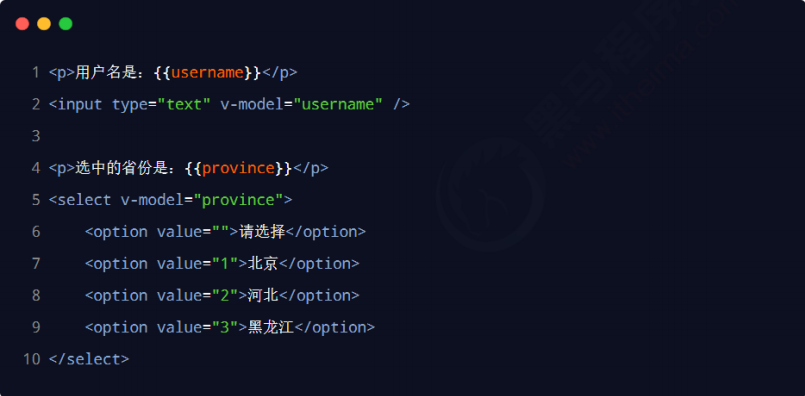 1 <p>用户名是：{{username}}</p>
2 <input type="text" v-model="username" />
3
4 <p>选中的省份是：{{province}}</p>
5 <select v-model="province">
6     <option value="">请选择</option>
7     <option value="1">北京</option>
8     <option value="2">河北</option>
9     <option value="3">黑龙江</option>
10 </select>